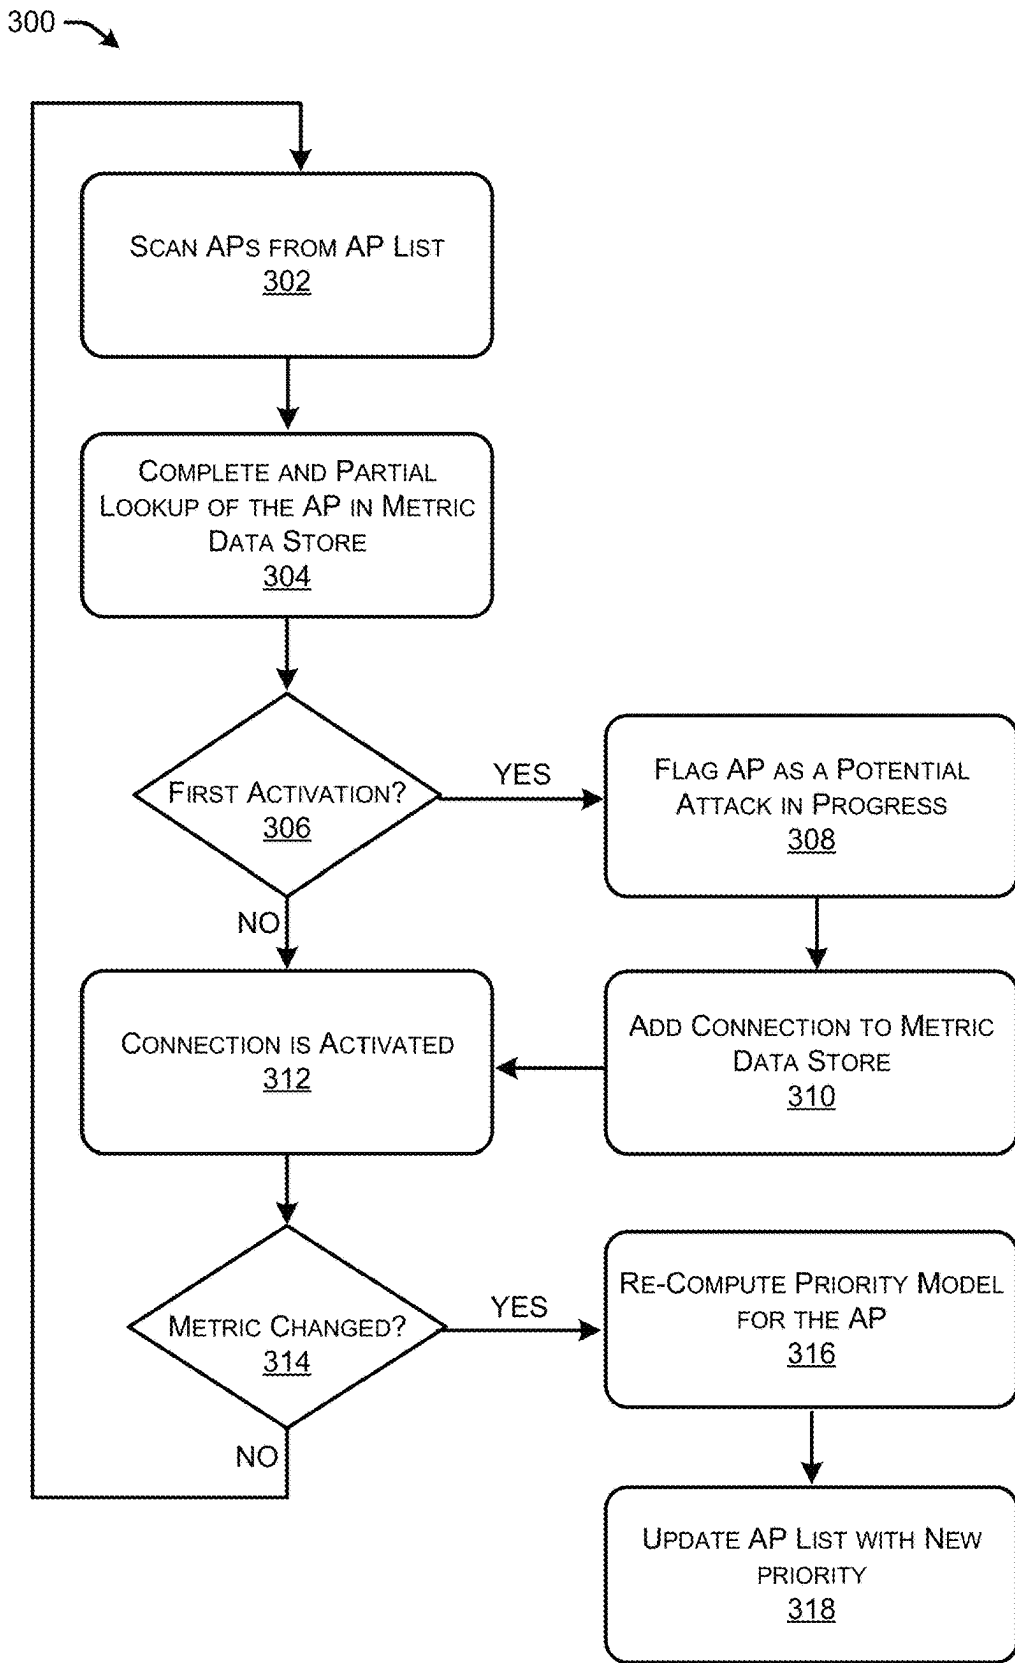 300
SCAN APS FROM AP LIST
302
COMPLETE AND PARTIAL
LOOKUP OF THE AP IN METRIC
DATA STORE
304
FIRST ACTIVATION?
306
YES
FLAG AP AS A POTENTIAL
ATTACK IN PROGRESS
308
NO
CONNECTION IS ACTIVATED
312
ADD CONNECTION TO METRIC
DATA STORE
310
METRIC CHANGED?
314
YES
RE-COMPUTE PRIORITY MODEL
FOR THE AP
316
NO
UPDATE AP LIST WITH NEW
PRIORITY
318